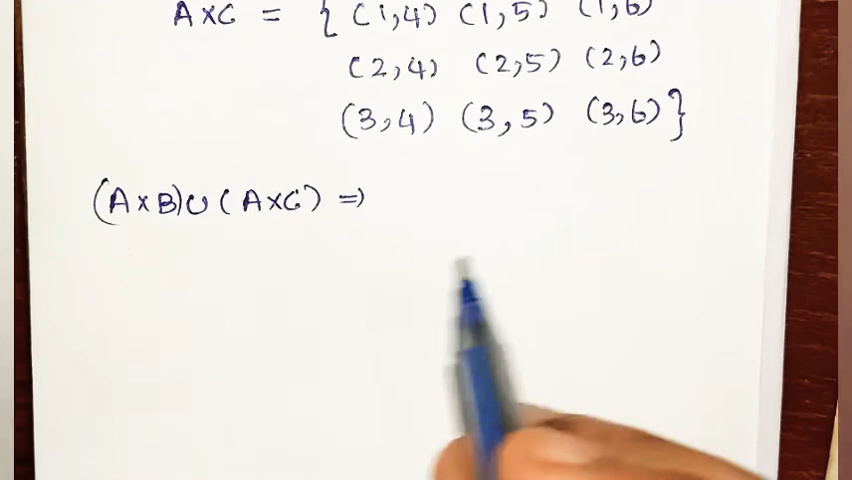 A×C = { (1,4) (1,5) (1,6)
(2,4) (2,5) (2,6)
(3,4) (3,5) (3,6) }
(A×B)∪(A×C) ⇒